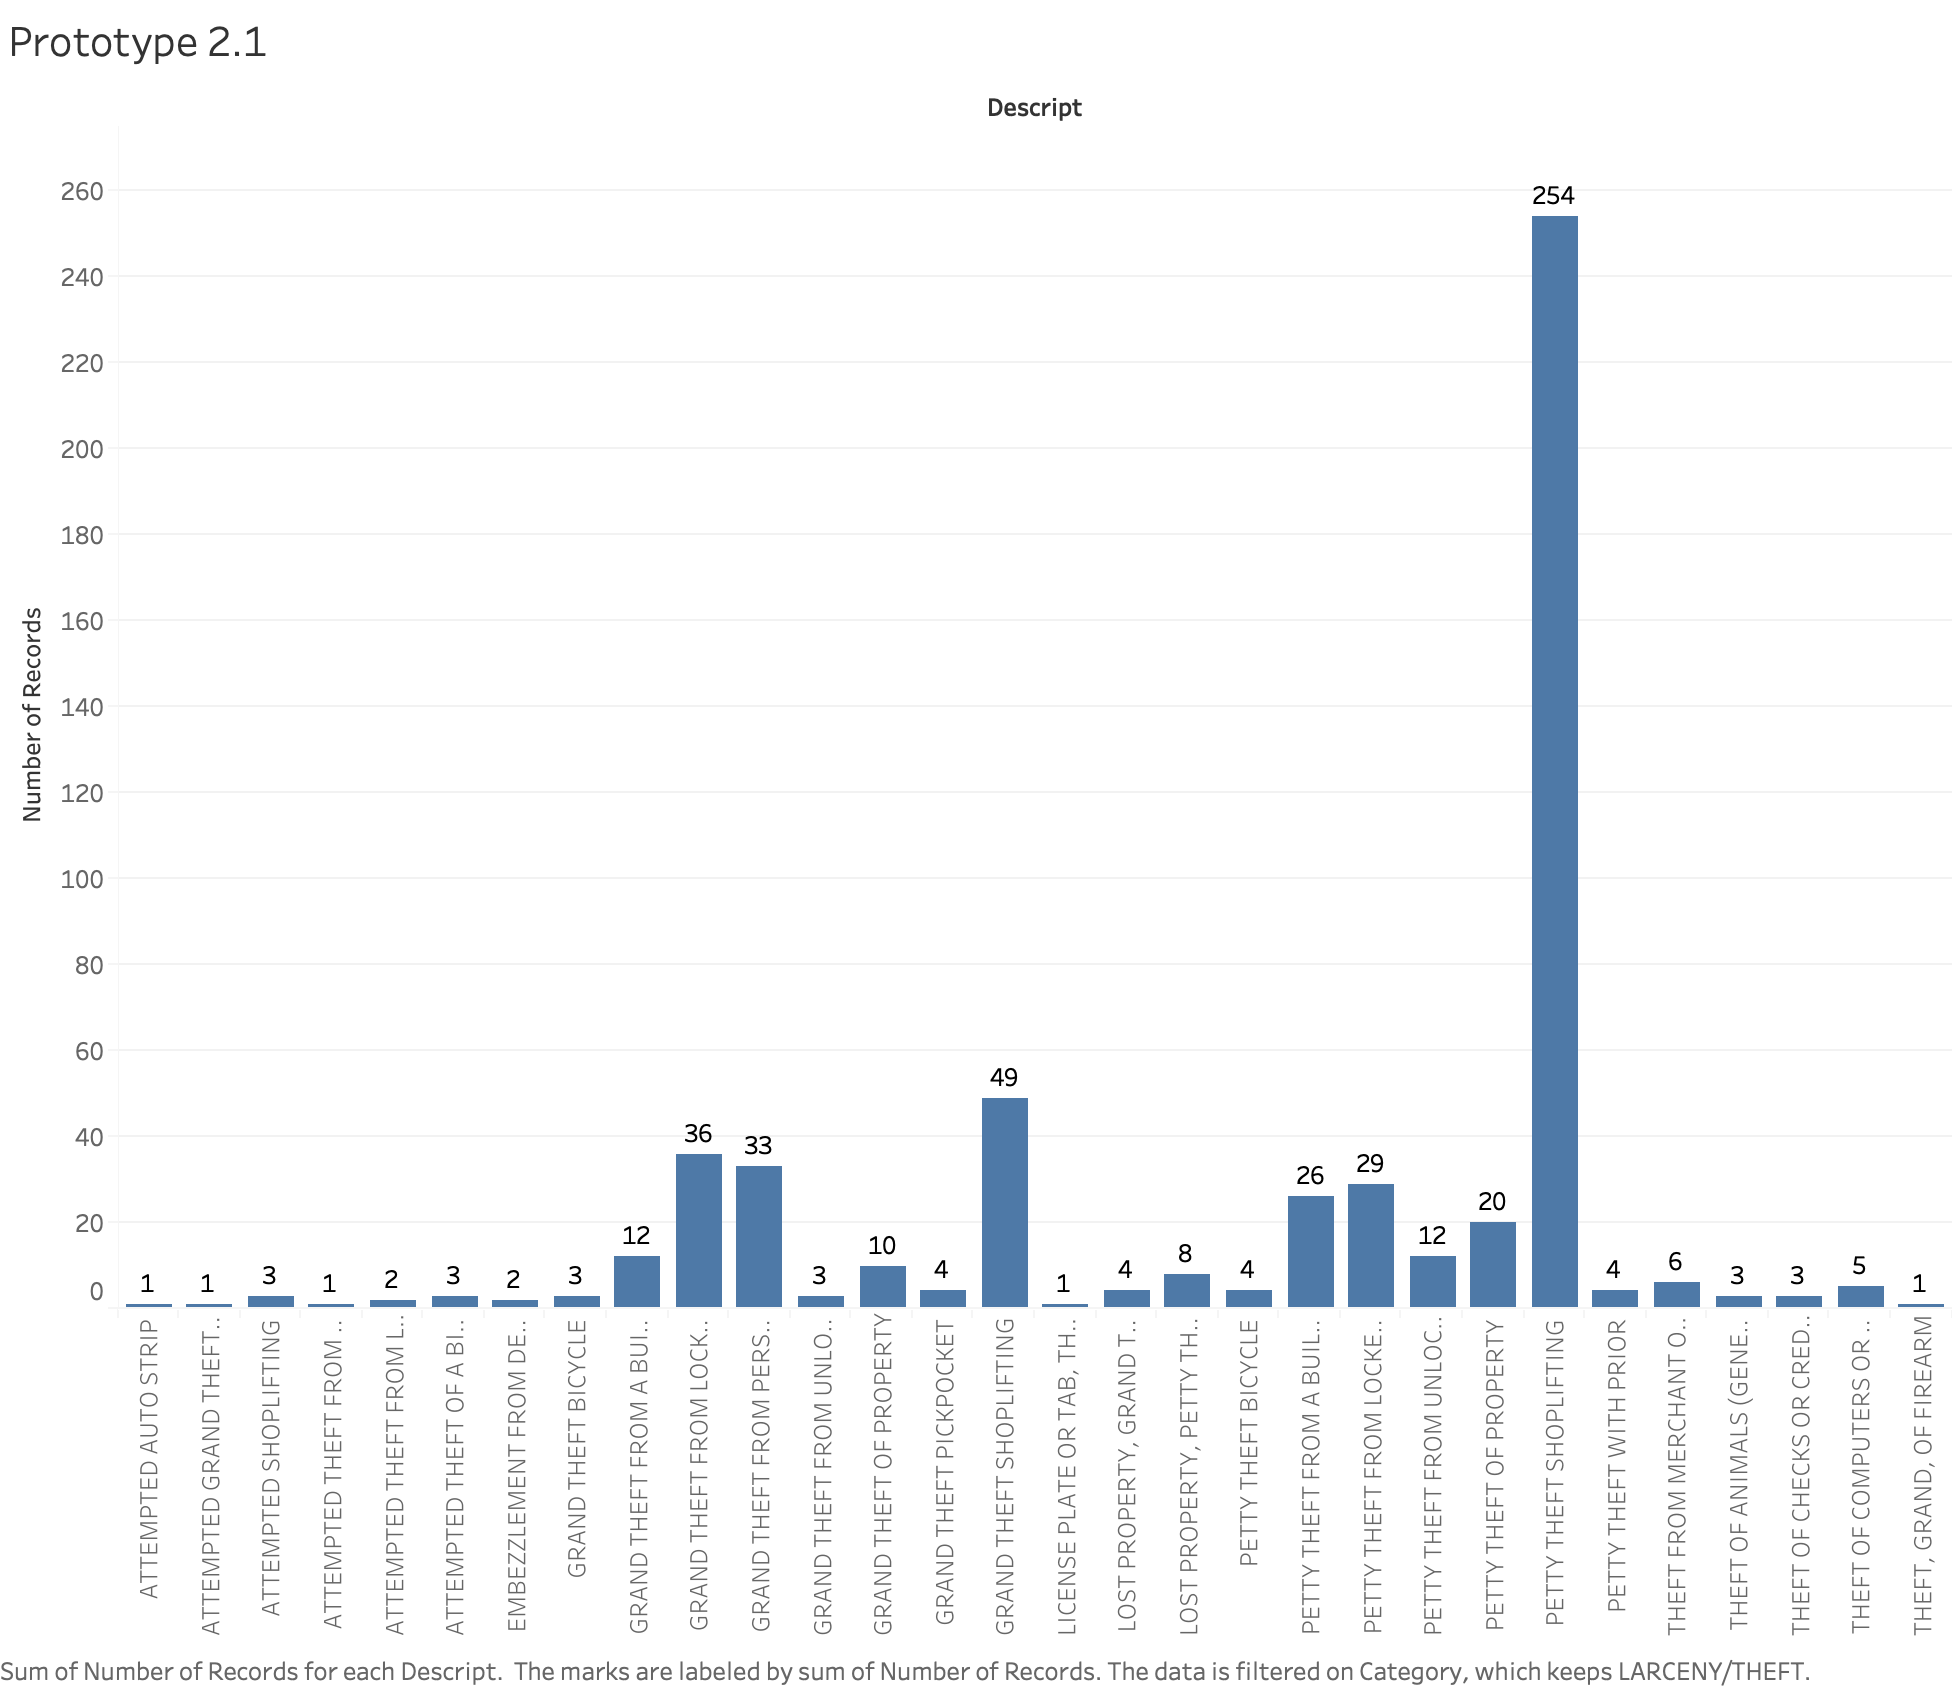 Prototype 2.1
Descript
Number of Records
260
240
220
200
180
160
140
120
100
80
60
40
20
0
1
1
3
1
2
3
2
3
12
36
33
3
10
4
49
1
4
8
4
26
29
12
20
254
4
6
3
3
5
1
ATTEMPTED AUTO STRIP
ATTEMPTED GRAND THEFT..
ATTEMPTED SHOPLIFTING
ATTEMPTED THEFT FROM ..
ATTEMPTED THEFT FROM L..
ATTEMPTED THEFT OF A BI..
EMBEZZLEMENT FROM DE..
GRAND THEFT BICYCLE
GRAND THEFT FROM A BUI..
GRAND THEFT FROM LOCK..
GRAND THEFT FROM PERS..
GRAND THEFT FROM UNLO..
GRAND THEFT OF PROPERTY
GRAND THEFT PICKPOCKET
GRAND THEFT SHOPLIFTING
LICENSE PLATE OR TAB, TH..
LOST PROPERTY, GRAND T..
LOST PROPERTY, PETTY TH..
PETTY THEFT BICYCLE
PETTY THEFT FROM A BUIL..
PETTY THEFT FROM LOCKE..
PETTY THEFT FROM UNLOC..
PETTY THEFT OF PROPERTY
PETTY THEFT SHOPLIFTING
PETTY THEFT WITH PRIOR
THEFT FROM MERCHANT O..
THEFT OF ANIMALS (GENE..
THEFT OF CHECKS OR CRED..
THEFT OF COMPUTERS OR ..
THEFT, GRAND, OF FIREARM
Sum of Number of Records for each Descript.  The marks are labeled by sum of Number of Records. The data is filtered on Category, which keeps LARCENY/THEFT.